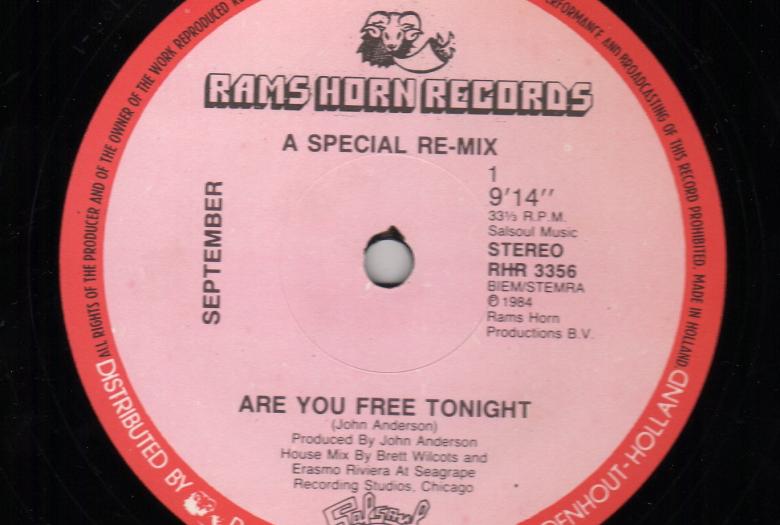 ALL RIGHTS OF THE PRODUCER AND OF THE OWNER OF THE WORK REPRODUCED
PERFORMANCE AND BROADCASTING OF THIS RECORD PROHIBITED. MADE IN HOLLAND
RAMS HORN RECORDS
A SPECIAL RE-MIX
SEPTEMBER
1
9'14''
33⅓ R.P.M.
Salsoul Music
STEREO
RHR 3356
BIEM/STEMRA
℗ 1984
Rams Horn
Productions B.V.
ARE YOU FREE TONIGHT
(John Anderson)
Produced By John Anderson
House Mix By Brett Wilcots and
Erasmo Riviera At Seagrape
Recording Studios, Chicago
Salsoul
DISTRIBUTED BY
DENHOUT-HOLLAND